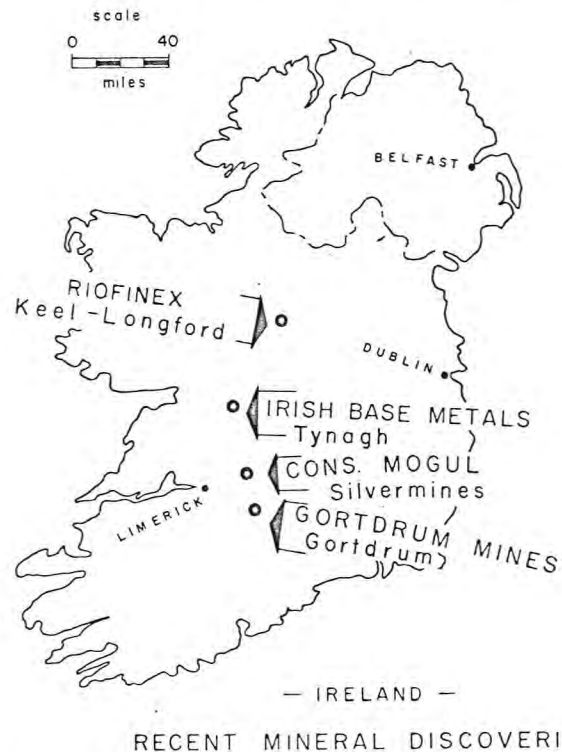 scale
0 40
miles
BELFAST
RIOFINEX
Keel-Longford
DUBLIN
IRISH BASE METALS
Tynagh
CONS. MOGUL
Silvermines
LIMERICK
GORTDRUM MINES
Gortdrum
— IRELAND —
RECENT MINERAL DISCOVERI